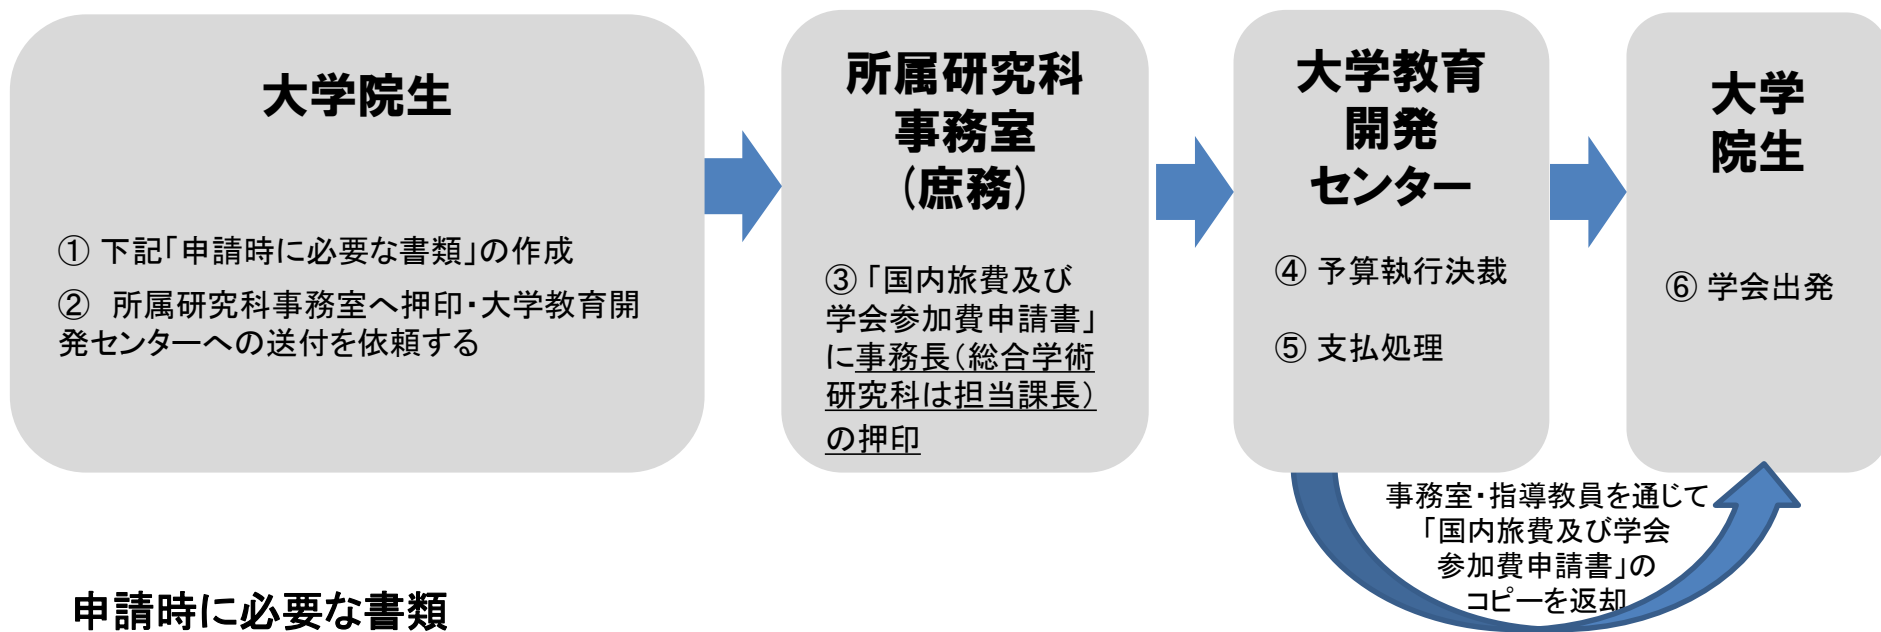 大学院生
① 下記「申請時に必要な書類」の作成
② 所属研究科事務室へ押印・大学教育開
発センターへの送付を依頼する
所属研究科
事務室
(庶務)
③「国内旅費及び
学会参加費申請書」
に事務長(総合学術
研究科は担当課長)
の押印
大学教育
開発
センター
④ 予算執行決裁
⑤ 支払処理
大学
院生
⑥ 学会出発
事務室・指導教員を通じて
「国内旅費及び学会
参加費申請書」の
コピーを返却
申請時に必要な書類